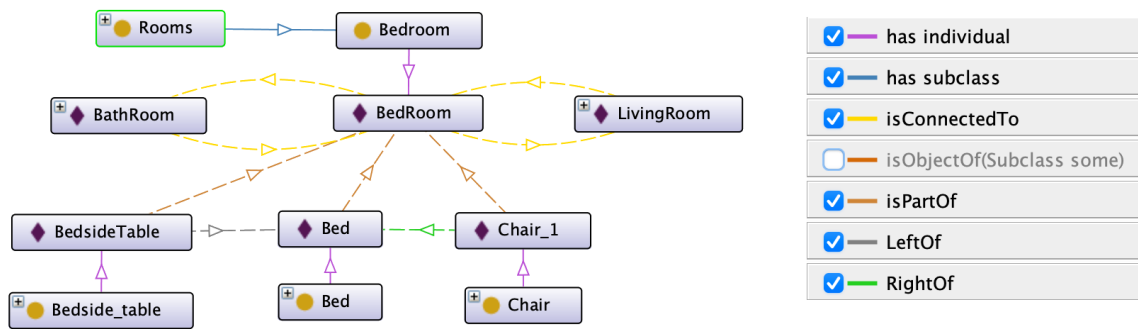 Rooms
Bedroom
BathRoom
BedRoom
LivingRoom
BedsideTable
Bed
Chair_1
Bedside_table
Bed
Chair
has individual
has subclass
isConnectedTo
isObjectOf(Subclass some)
isPartOf
LeftOf
RightOf